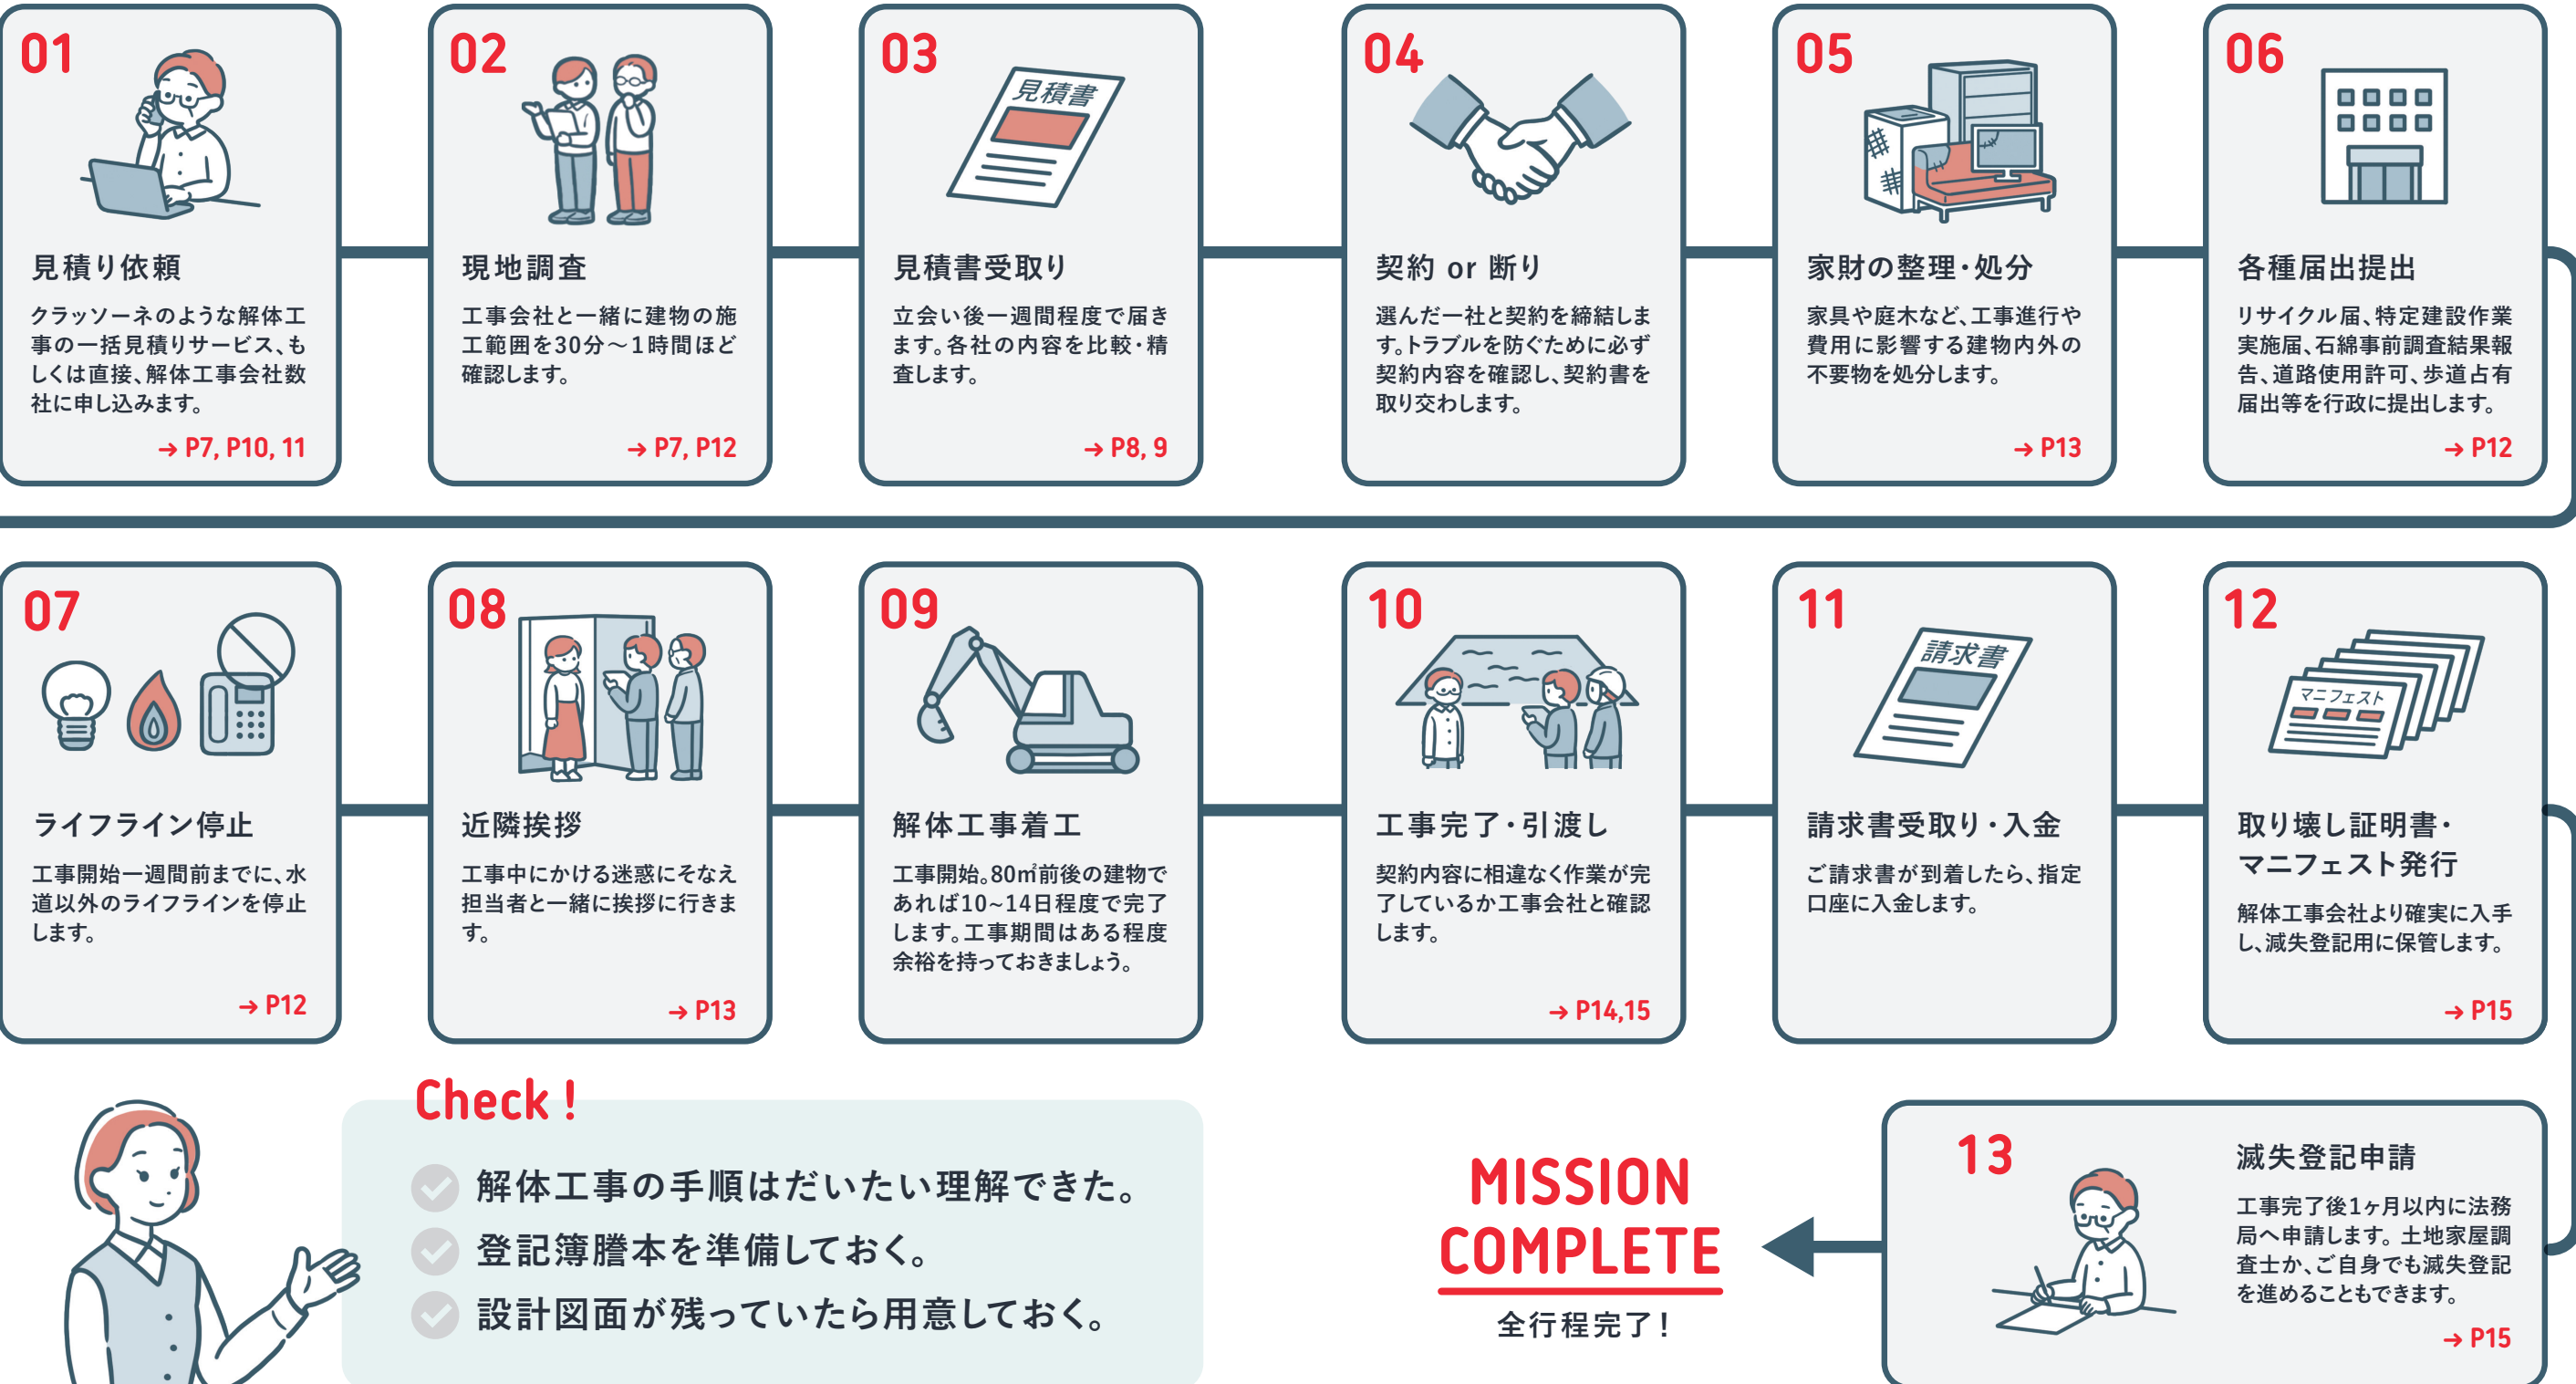 01
見積り依頼
クラッソーネのような解体工
事の一括見積りサービス、も
しくは直接、解体工事会社数
社に申し込みます。
→ P7, P10, 11
02
現地調査
工事会社と一緒に建物の施
工範囲を30分〜1時間ほど
確認します。
→ P7, P12
03
見積書
見積書受取り
立会い後一週間程度で届き
ます。各社の内容を比較・精
査します。
→ P8, 9
04
契約 or 断り
選んだ一社と契約を締結しま
す。トラブルを防ぐために必ず
契約内容を確認し、契約書を
取り交わします。
05
家財の整理・処分
家具や庭木など、工事進行や
費用に影響する建物内外の
不要物を処分します。
→ P13
06
各種届出提出
リサイクル届、特定建設作業
実施届、石綿事前調査結果報
告、道路使用許可、歩道占有
届出等を行政に提出します。
→ P12
07
ライフライン停止
工事開始一週間前までに、水
道以外のライフラインを停止
します。
→ P12
08
近隣挨拶
工事中にかける迷惑にそなえ
担当者と一緒に挨拶に行きま
す。
→ P13
09
解体工事着工
工事開始。80㎡前後の建物で
あれば10~14日程度で完了
します。工事期間はある程度
余裕を持っておきましょう。
10
工事完了・引渡し
契約内容に相違なく作業が完
了しているか工事会社と確認
します。
→ P14,15
11
請求書
請求書受取り・入金
ご請求書が到着したら、指定
口座に入金します。
12
マニフェスト
取り壊し証明書・
マニフェスト発行
解体工事会社より確実に入手
し、滅失登記用に保管します。
→ P15
13
滅失登記申請
工事完了後1ヶ月以内に法務
局へ申請します。土地家屋調
査士か、ご自身でも滅失登記
を進めることもできます。
→ P15
MISSION
COMPLETE
全行程完了！
Check！
解体工事の手順はだいたい理解できた。
登記簿謄本を準備しておく。
設計図面が残っていたら用意しておく。